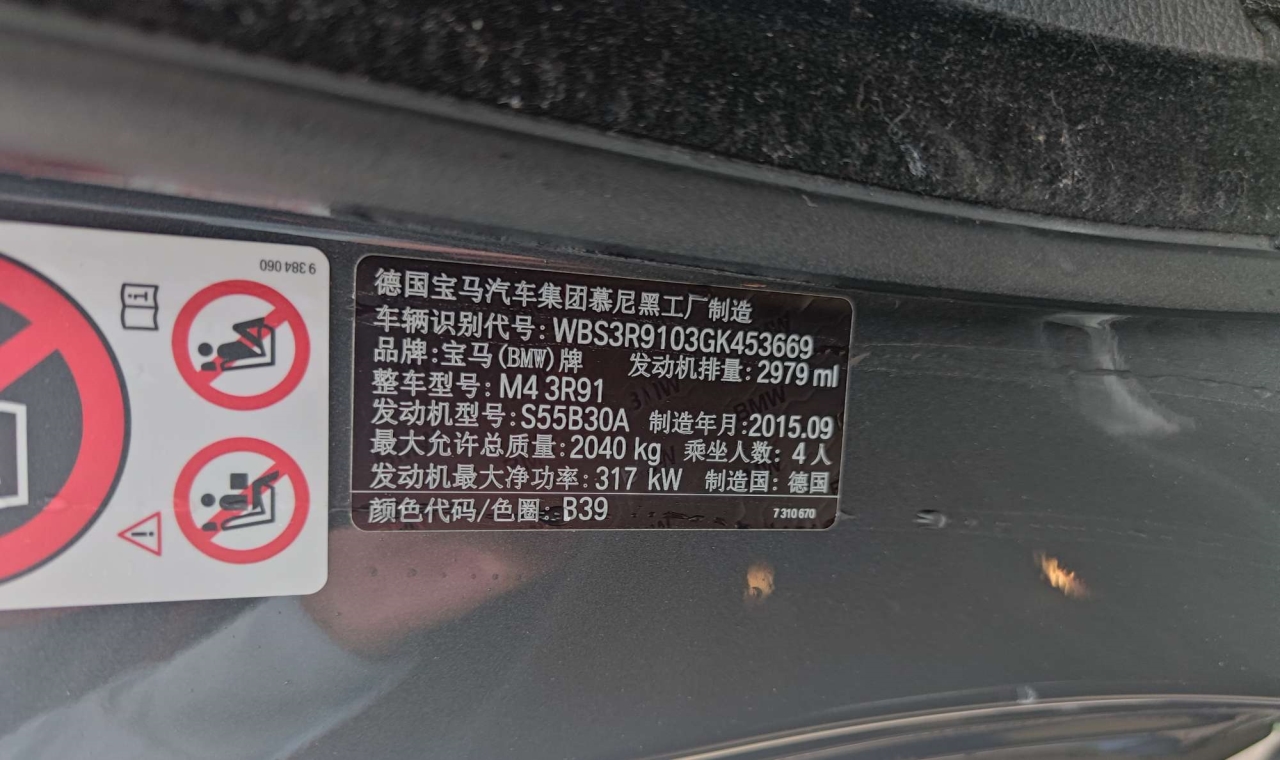 9 384 060
德国宝马汽车集团慕尼黑工厂制造
车辆识别代号: WBS3R9103GK453669
品牌: 宝马(BMW)牌 发动机排量: 2979 ml
整车型号: M4 3R91
发动机型号: S55B30A 制造年月: 2015.09
最大允许总质量: 2040 kg 乘坐人数: 4 人
发动机最大净功率: 317 kW 制造国: 德国
颜色代码/色圈: B39 7 310 670